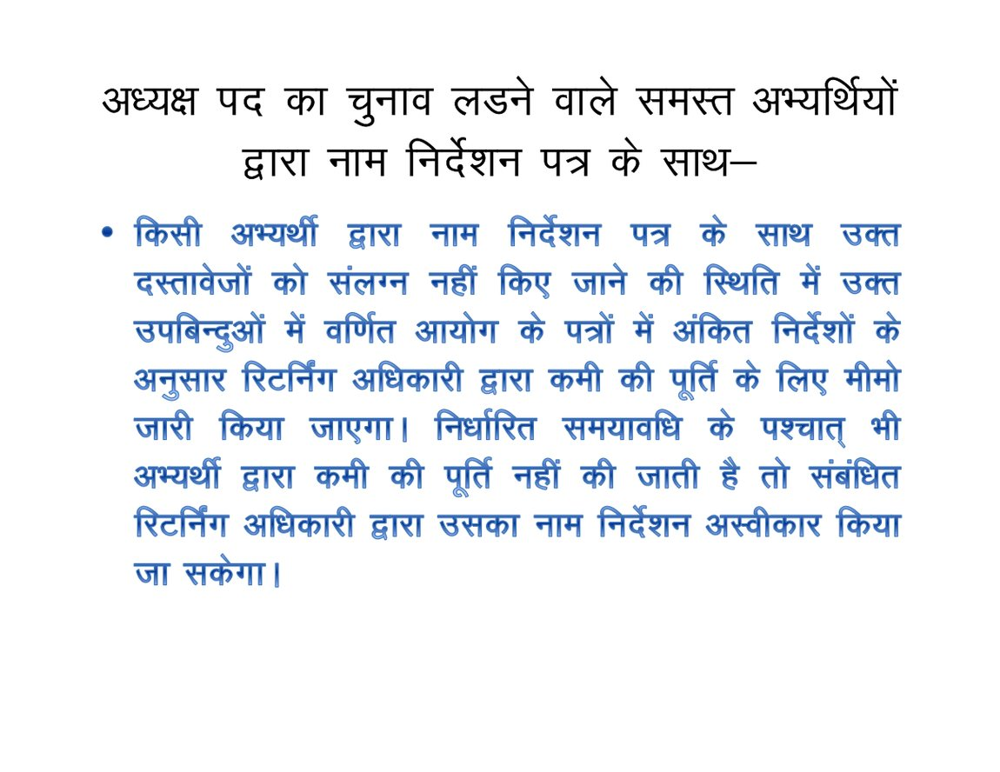 अध्यक्ष पद का चुनाव लडने वाले समस्त अभ्यर्थियों
द्वारा नाम निर्देशन पत्र के साथ–
• किसी अभ्यर्थी द्वारा नाम निर्देशन पत्र के साथ उक्त
दस्तावेजों को संलग्न नहीं किए जाने की स्थिति में उक्त
उपबिन्दुओं में वर्णित आयोग के पत्रों में अंकित निर्देशों के
अनुसार रिटर्निंग अधिकारी द्वारा कमी की पूर्ति के लिए मीमो
जारी किया जाएगा। निर्धारित समयावधि के पश्चात् भी
अभ्यर्थी द्वारा कमी की पूर्ति नहीं की जाती है तो संबंधित
रिटर्निंग अधिकारी द्वारा उसका नाम निर्देशन अस्वीकार किया
जा सकेगा।